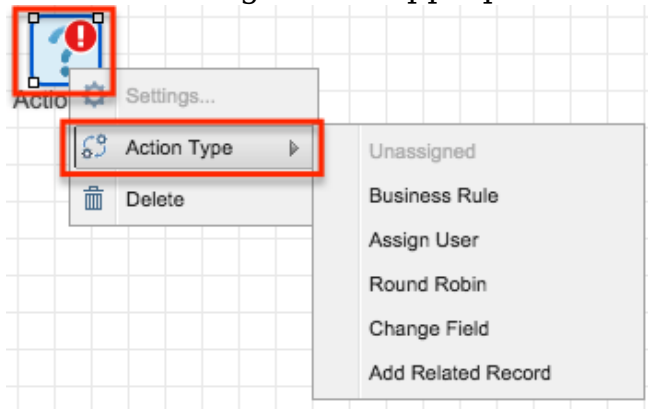 Actio
Settings...
Action Type
Unassigned
Delete
Business Rule
Assign User
Round Robin
Change Field
Add Related Record